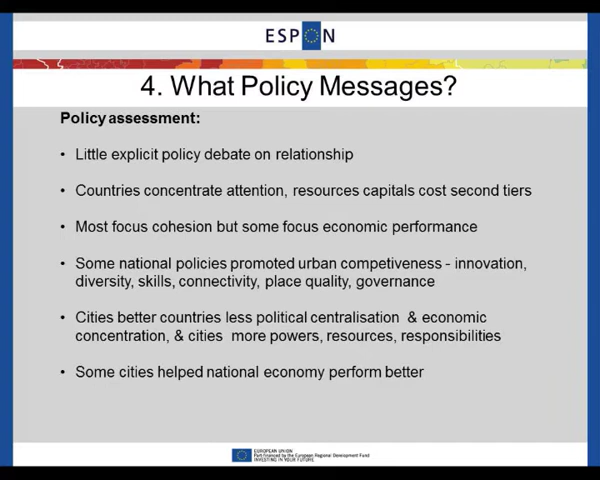 ESPON
4. What Policy Messages?
Policy assessment:
• Little explicit policy debate on relationship
• Countries concentrate attention, resources capitals cost second tiers
• Most focus cohesion but some focus economic performance
• Some national policies promoted urban competiveness - innovation,
diversity, skills, connectivity, place quality, governance
• Cities better countries less political centralisation & economic
concentration, & cities more powers, resources, responsibilities
• Some cities helped national economy perform better
EUROPEAN UNION
Part-financed by the European Regional Development Fund
INVESTING IN YOUR FUTURE